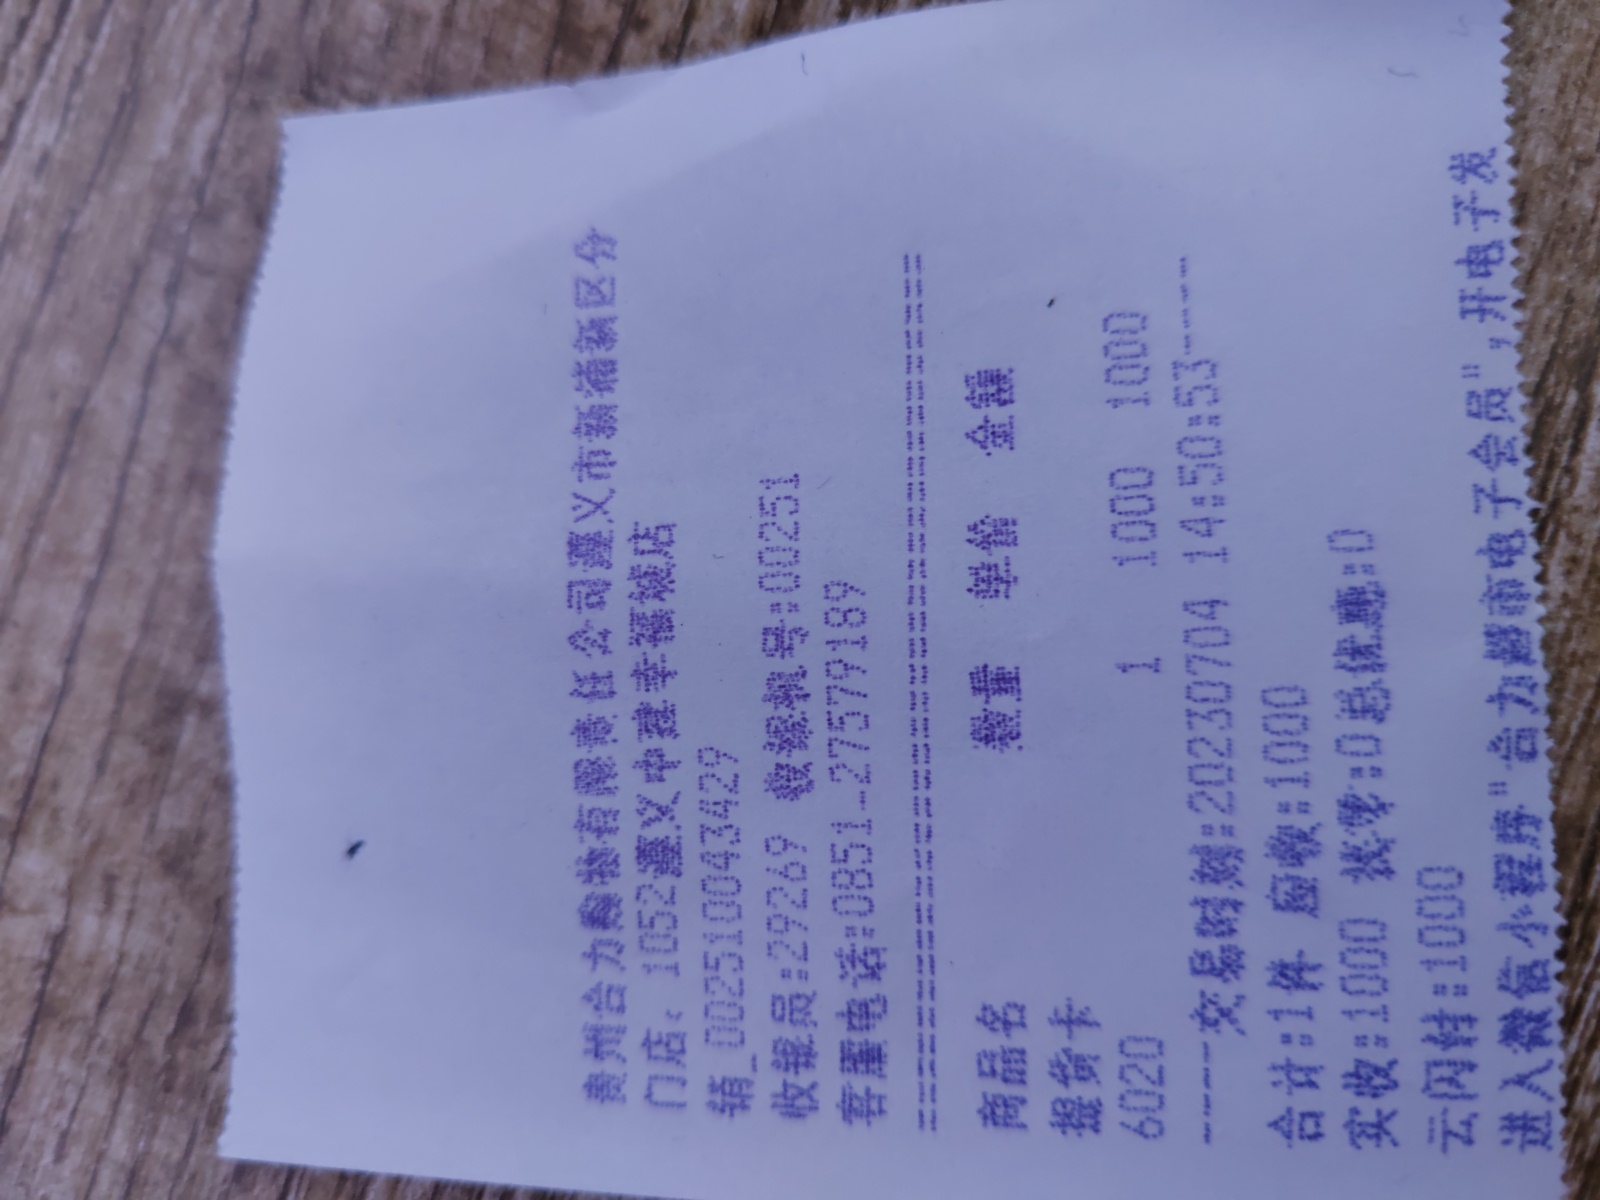 贵州合力购物有限责任公司遵义市新蒲新区分
门店: 1052遵义中建幸福城店
销_002510043429
收银员:29269 收银机号:00251
客服电话:0851-27579189
================================
商品名 数量 单价 金额
提货卡
6020 1 1000 1000
-----交易时刻:20230704 14:50:53-----
合计:1件 应收:1000
实收:1000 找零:0总优惠:0
云闪付:1000
进入微信小程序"合力超市电子会员",开电子发